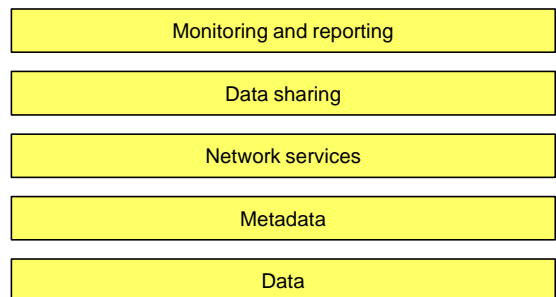 Monitoring and reporting
Data sharing
Network services
Metadata
Data